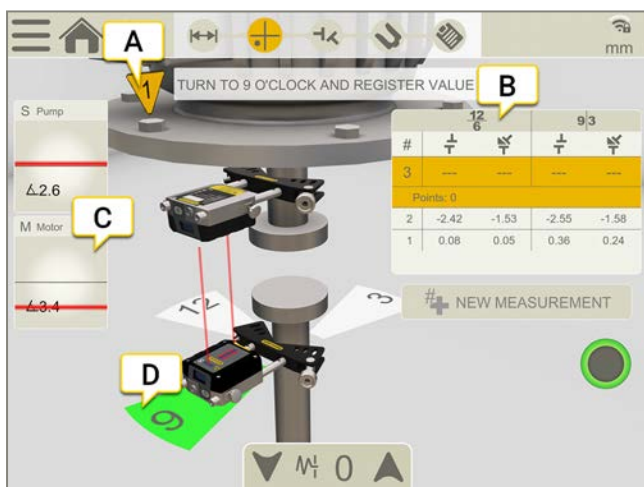 mm
A
1
TURN TO 9 O'CLOCK AND REGISTER VALUE
B
S Pump
∡2.6
M Motor
C
∡3.4
12
6
9|3
#
3 --- --- --- ---
Points: 0
2 -2.42 -1.53 -2.55 -1.58
1 0.08 0.05 0.36 0.24
NEW MEASUREMENT
12
3
D
9
0